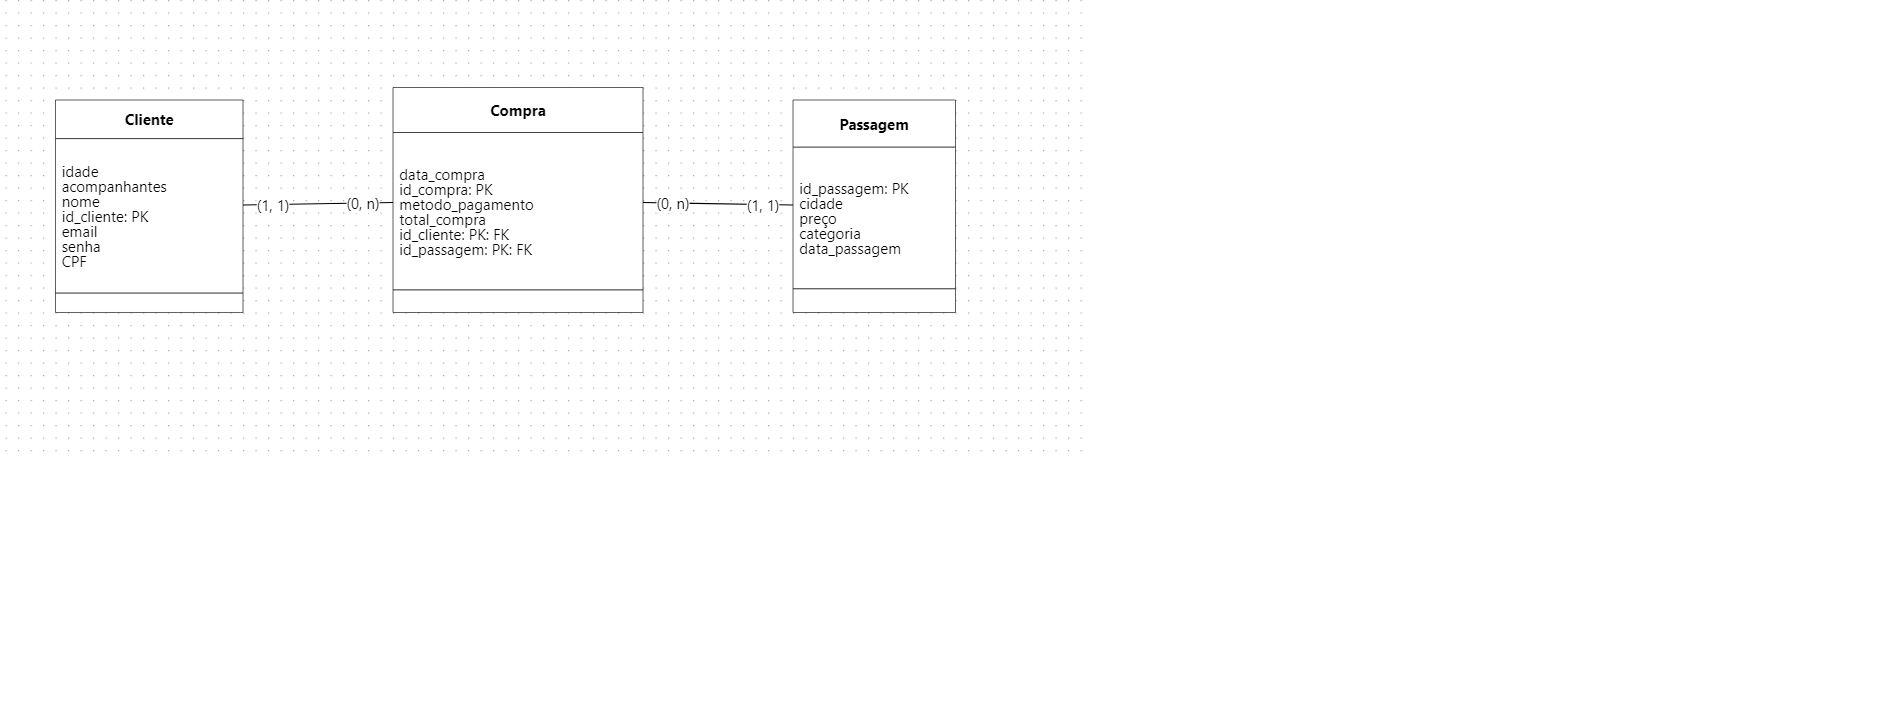 Cliente
idade
acompanhantes
nome
id_cliente: PK
email
senha
CPF
(1, 1)
(0, n)
Compra
data_compra
id_compra: PK
metodo_pagamento
total_compra
id_cliente: PK: FK
id_passagem: PK: FK
(0, n)
(1, 1)
Passagem
id_passagem: PK
cidade
preço
categoria
data_passagem